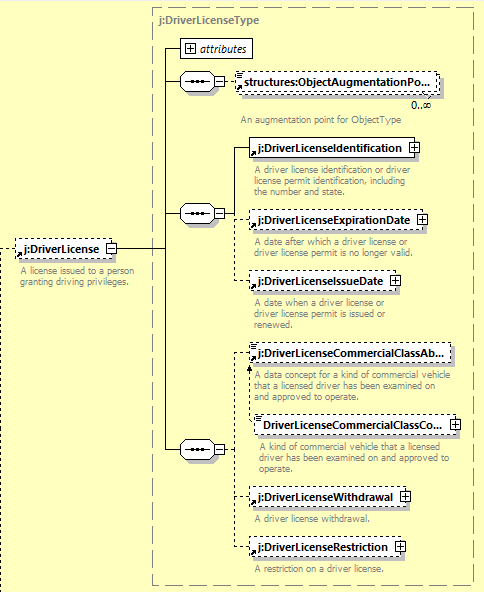 j:DriverLicenseType
attributes
structures:ObjectAugmentationPo...
0..∞
An augmentation point for ObjectType
j:DriverLicenseIdentification
A driver license identification or driver
license permit identification, including
the number and state.
j:DriverLicenseExpirationDate
A date after which a driver license or
driver license permit is no longer valid.
j:DriverLicense
A license issued to a person
granting driving privileges.
j:DriverLicenseIssueDate
A date when a driver license or
driver license permit is issued or
renewed.
j:DriverLicenseCommercialClassAb...
A data concept for a kind of commercial vehicle
that a licensed driver has been examined on
and approved to operate.
DriverLicenseCommercialClassCo...
A kind of commercial vehicle that a licensed
driver has been examined on and approved to
operate.
j:DriverLicenseWithdrawal
A driver license withdrawal.
j:DriverLicenseRestriction
A restriction on a driver license.